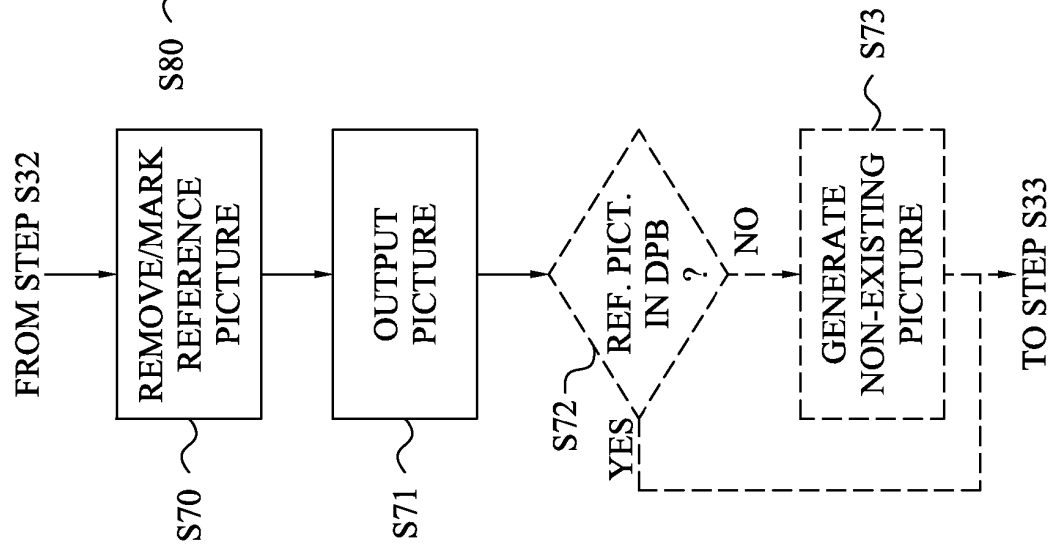 FROM STEP S32
S80
REMOVE/MARK
REFERENCE
PICTURE
S70
OUTPUT
PICTURE
S71
REF. PICT.
IN DPB
?
S72
YES
NO
GENERATE
NON-EXISTING
PICTURE
S73
TO STEP S33